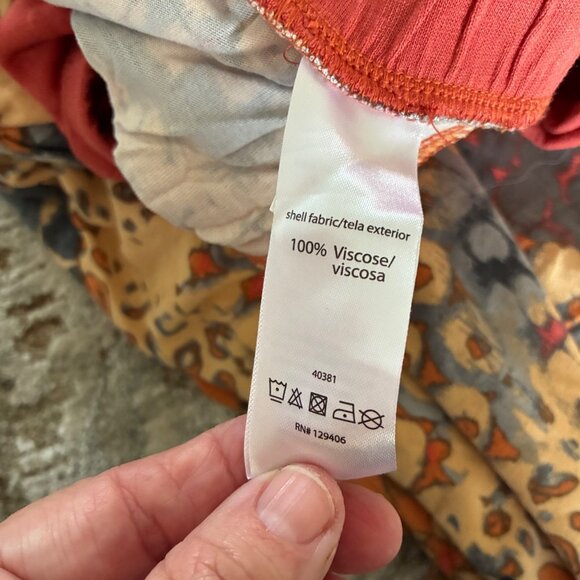 shell fabric/tela exterior
100% Viscose/
viscosa
40381
RN# 129406